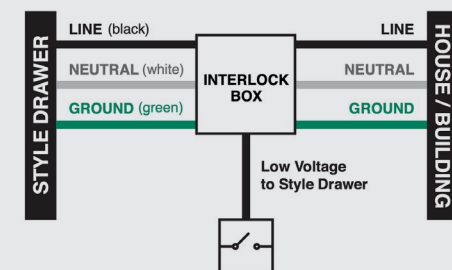 STYLE DRAWER
LINE (black)
NEUTRAL (white)
GROUND (green)
INTERLOCK
BOX
LINE
NEUTRAL
GROUND
HOUSE / BUILDING
Low Voltage
to Style Drawer